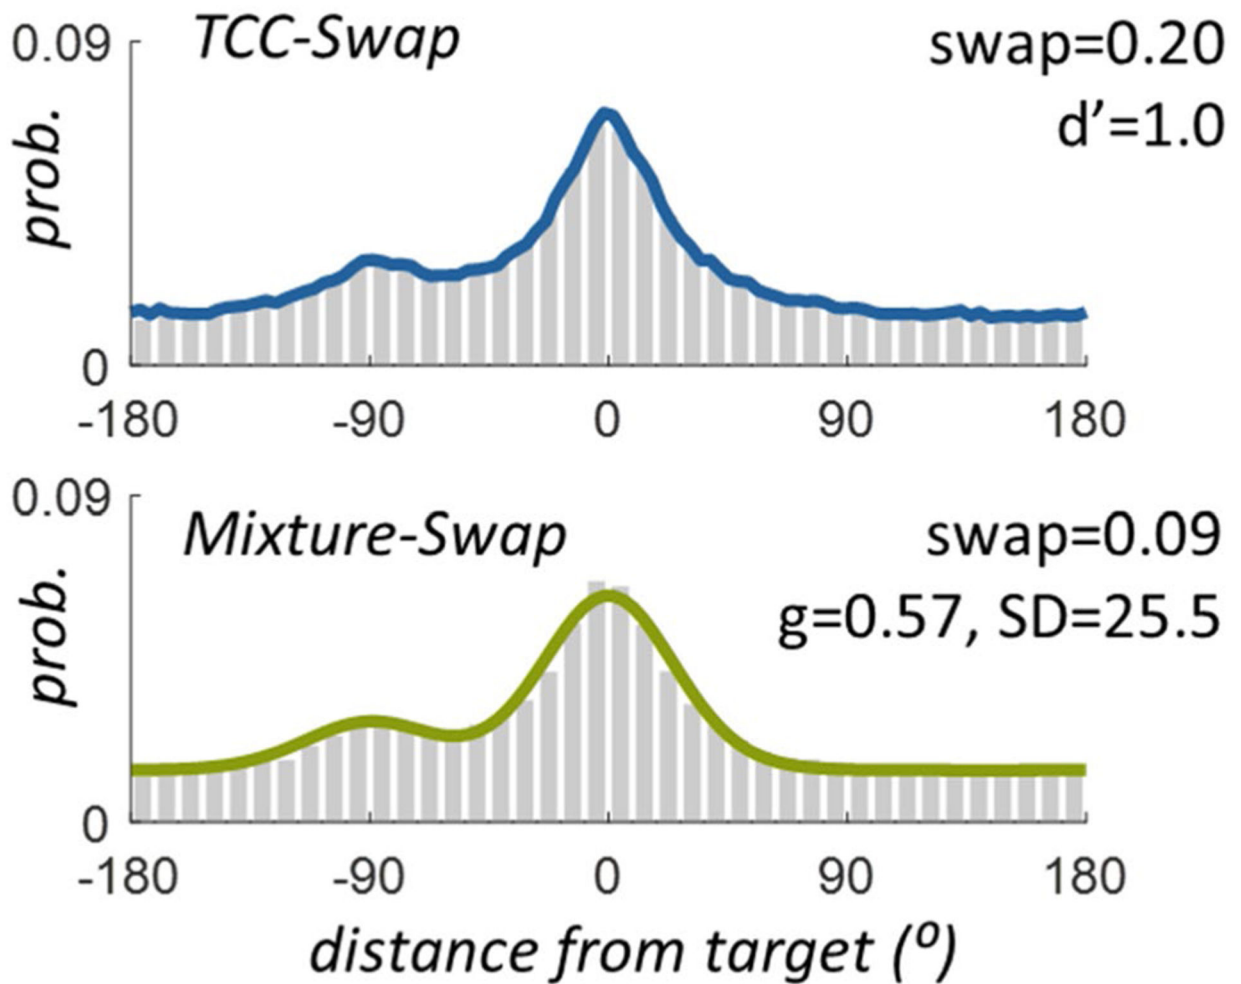 TCC-Swap
swap=0.20
d’=1.0
0.09
prob.
0
-180 -90 0 90 180
Mixture-Swap
swap=0.09
g=0.57, SD=25.5
0.09
prob.
0
-180 -90 0 90 180
distance from target (º)